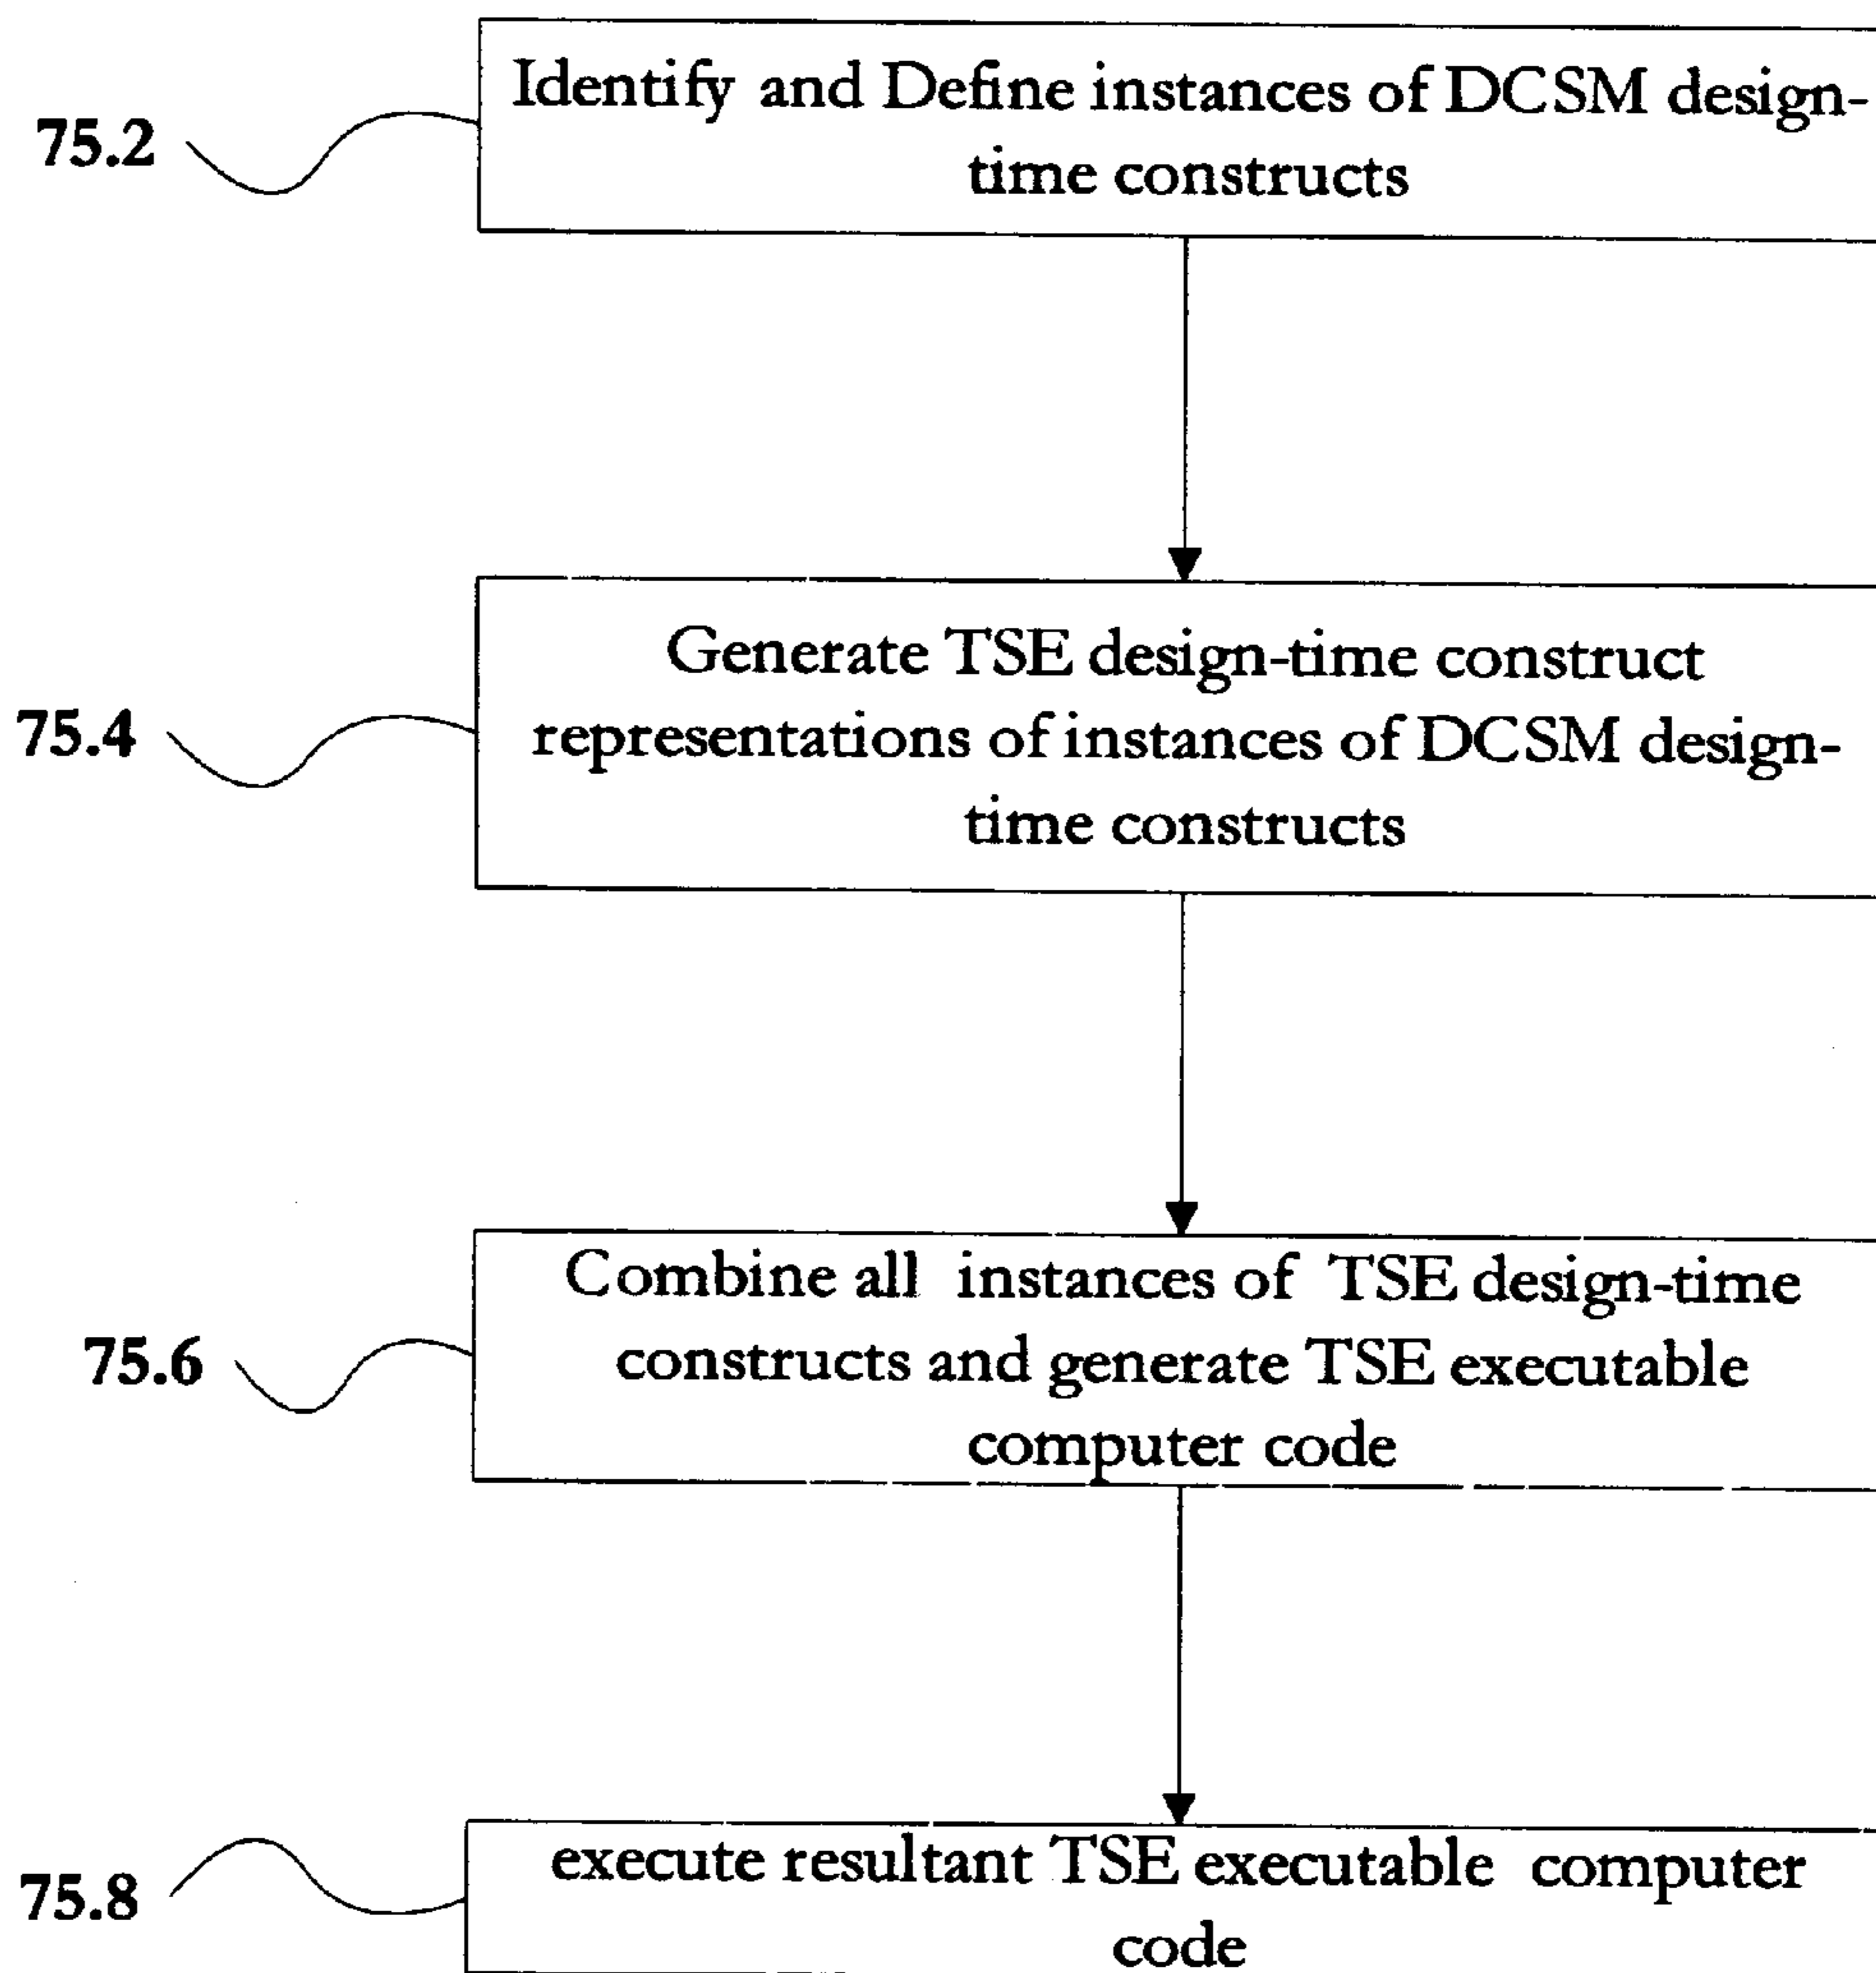 Identify and Define instances of DCSM design-
75.2
time constructs
Generate TSE design-time construct
75.4
representations of instances of DCSM design-
time constructs
Combine all instances of TSE design-time
75.6
constructs and generate TSE executable
computer code
execute resultant TSE executable computer
75.8
code